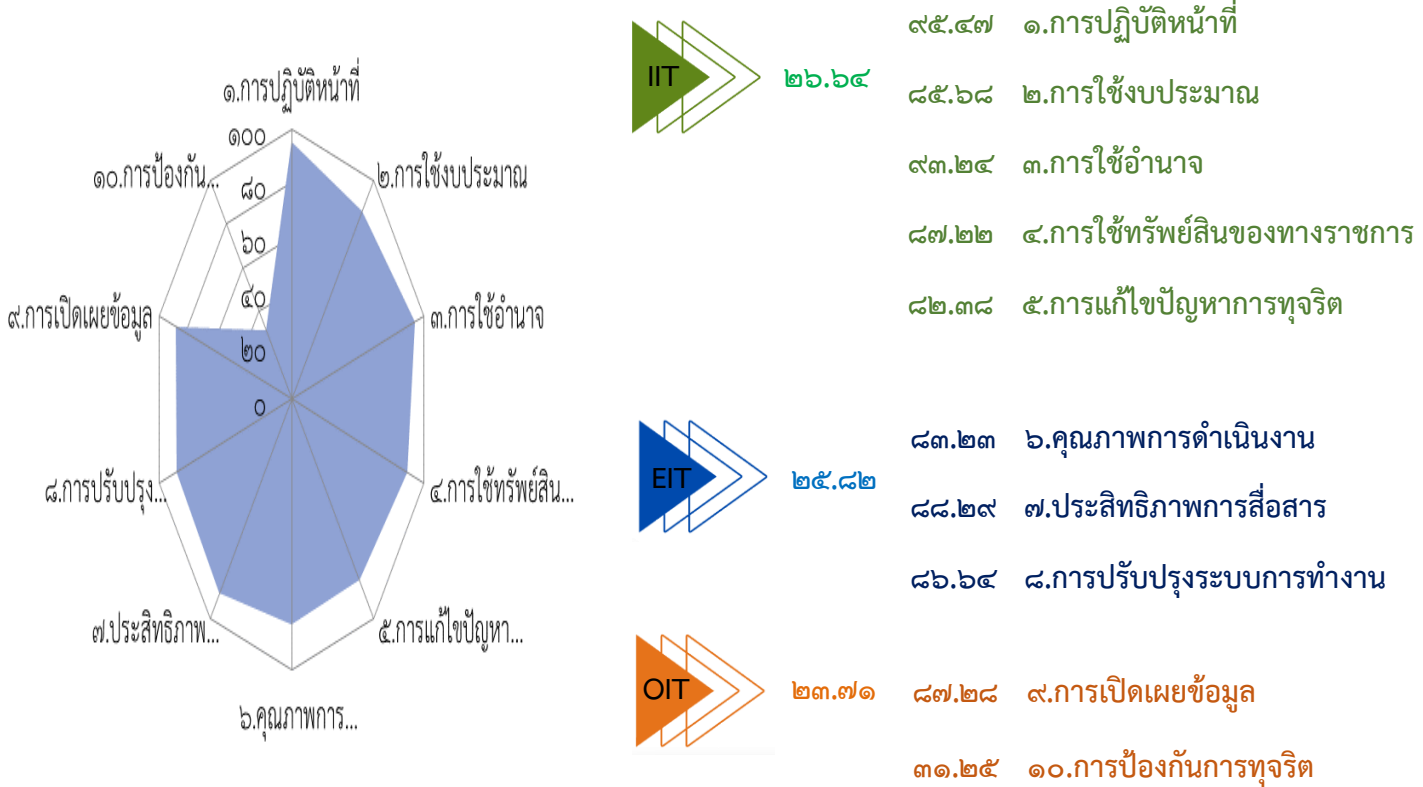 ๑.การปฏิบัติหน้าที่
๑๐๐
๑๐.การป้องกัน...
๘๐
๒.การใช้งบประมาณ
๖๐
๔๐
๙.การเปิดเผยข้อมูล
๓.การใช้อำนาจ
๒๐
๐
๘.การปรับปรุง...
๔.การใช้ทรัพย์สิน...
๗.ประสิทธิภาพ...
๕.การแก้ไขปัญหา...
๖.คุณภาพการ...
IIT ๒๖.๖๔
๙๕.๔๗ ๑.การปฏิบัติหน้าที่
๘๕.๖๘ ๒.การใช้งบประมาณ
๙๓.๒๔ ๓.การใช้อำนาจ
๘๗.๒๒ ๔.การใช้ทรัพย์สินของทางราชการ
๘๒.๓๘ ๕.การแก้ไขปัญหาการทุจริต
EIT ๒๕.๘๒
๘๓.๒๓ ๖.คุณภาพการดำเนินงาน
๘๘.๒๙ ๗.ประสิทธิภาพการสื่อสาร
๘๖.๖๔ ๘.การปรับปรุงระบบการทำงาน
OIT ๒๓.๗๑
๘๗.๒๘ ๙.การเปิดเผยข้อมูล
๓๑.๒๕ ๑๐.การป้องกันการทุจริต